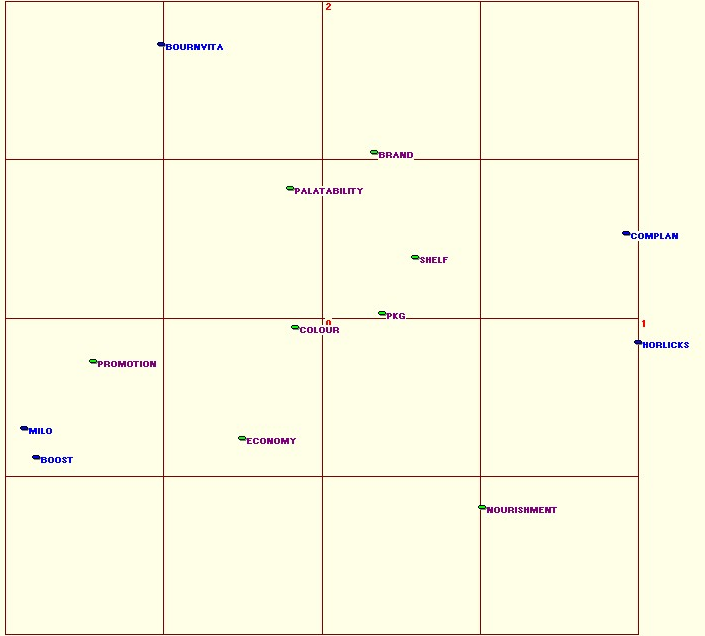 2
BOURNVITA
BRAND
PALATABILITY
COMPLAN
SHELF
PKG
0
1
COLOUR
HORLICKS
PROMOTION
MILO
ECONOMY
BOOST
NOURISHMENT